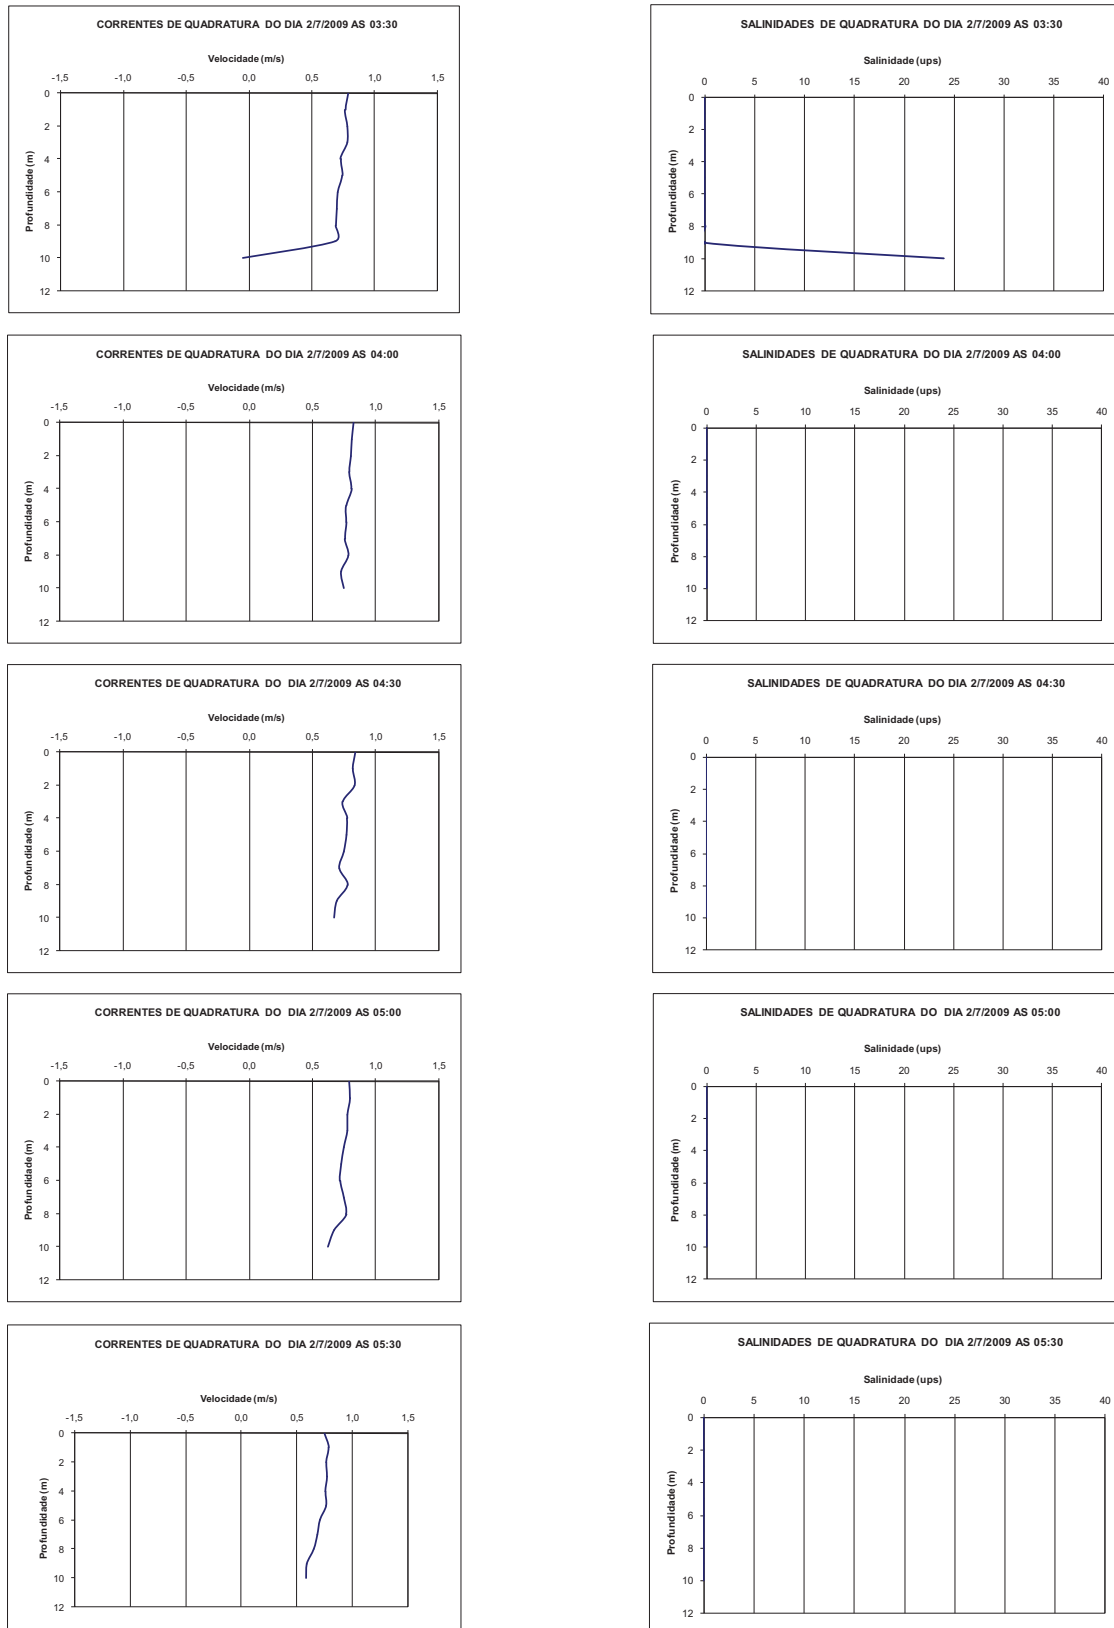 CORRENTES DE QUADRATURA DO DIA 2/7/2009 AS 03:30
Velocidade (m/s)
-1,5 -1,0 -0,5 0,0 0,5 1,0 1,5
0
2
4
6
8
10
12
Profundidade (m)
SALINIDADES DE QUADRATURA DO DIA 2/7/2009 AS 03:30
Salinidade (ups)
0 5 10 15 20 25 30 35 40
0
2
4
6
8
10
12
Profundidade (m)
CORRENTES DE QUADRATURA DO DIA 2/7/2009 AS 04:00
Velocidade (m/s)
-1,5 -1,0 -0,5 0,0 0,5 1,0 1,5
0
2
4
6
8
10
12
Profundidade (m)
SALINIDADES DE QUADRATURA DO DIA 2/7/2009 AS 04:00
Salinidade (ups)
0 5 10 15 20 25 30 35 40
0
2
4
6
8
10
12
Profundidade (m)
CORRENTES DE QUADRATURA DO DIA 2/7/2009 AS 04:30
Velocidade (m/s)
-1,5 -1,0 -0,5 0,0 0,5 1,0 1,5
0
2
4
6
8
10
12
Profundidade (m)
SALINIDADES DE QUADRATURA DO DIA 2/7/2009 AS 04:30
Salinidade (ups)
0 5 10 15 20 25 30 35 40
0
2
4
6
8
10
12
Profundidade (m)
CORRENTES DE QUADRATURA DO DIA 2/7/2009 AS 05:00
Velocidade (m/s)
-1,5 -1,0 -0,5 0,0 0,5 1,0 1,5
0
2
4
6
8
10
12
Profundidade (m)
SALINIDADES DE QUADRATURA DO DIA 2/7/2009 AS 05:00
Salinidade (ups)
0 5 10 15 20 25 30 35 40
0
2
4
6
8
10
12
Profundidade (m)
CORRENTES DE QUADRATURA DO DIA 2/7/2009 AS 05:30
Velocidade (m/s)
-1,5 -1,0 -0,5 0,0 0,5 1,0 1,5
0
2
4
6
8
10
12
Profundidade (m)
SALINIDADES DE QUADRATURA DO DIA 2/7/2009 AS 05:30
Salinidade (ups)
0 5 10 15 20 25 30 35 40
0
2
4
6
8
10
12
Profundidade (m)